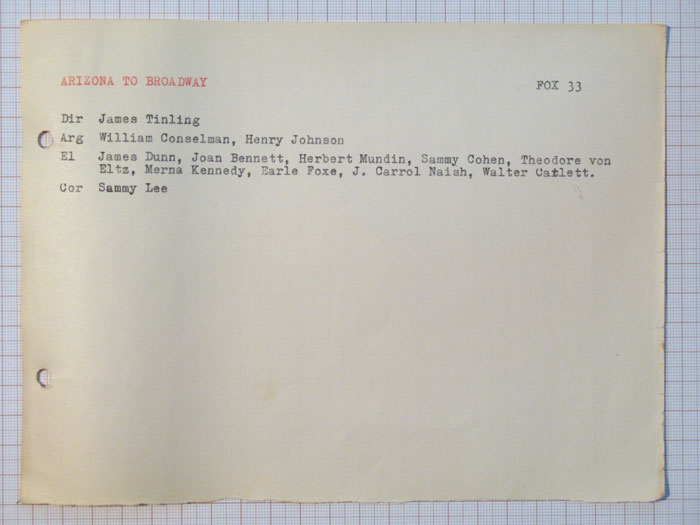 ARIZONA TO BROADWAY
FOX 33
Dir James Tinling
Arg William Conselman, Henry Johnson
El James Dunn, Joan Bennett, Herbert Mundin, Sammy Cohen, Theodore von
Eltz, Merna Kennedy, Earle Foxe, J. Carrol Naish, Walter Catlett.
Cor Sammy Lee